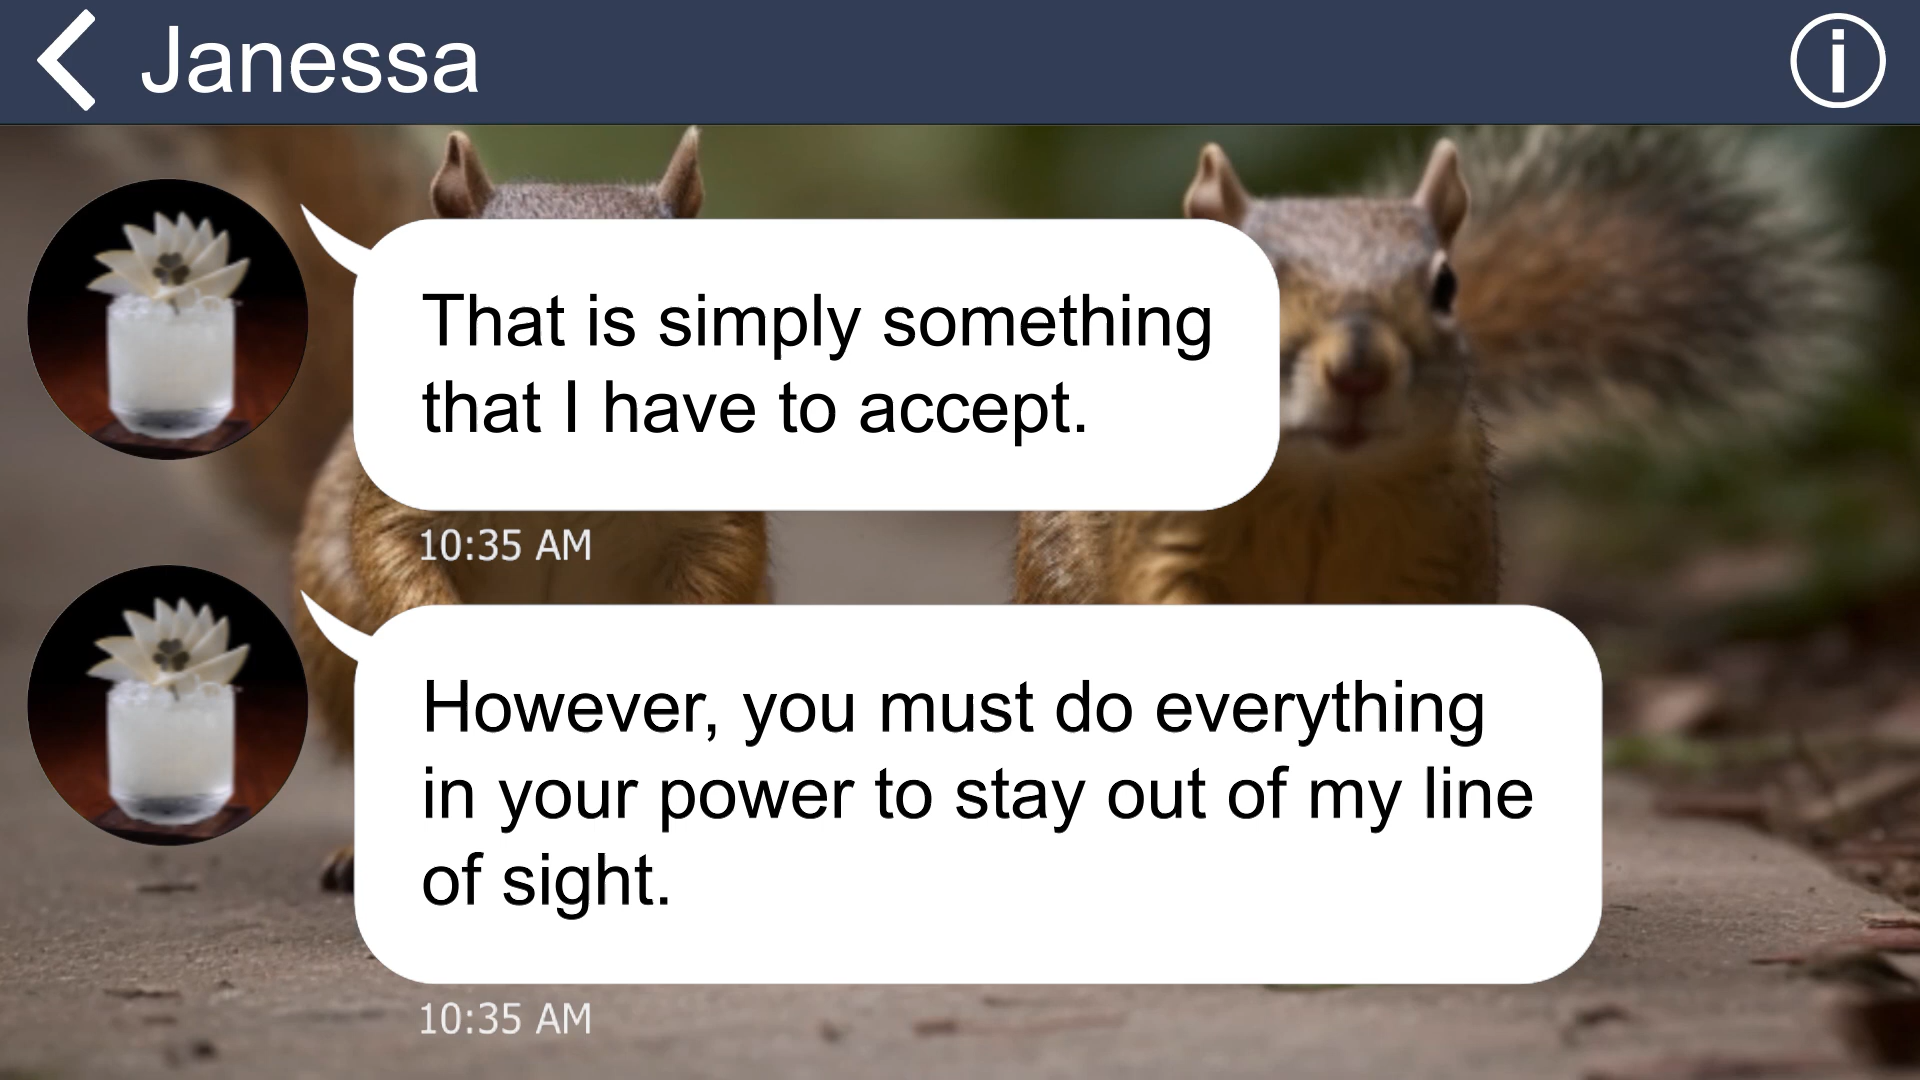 Janessa
That is simply something
that I have to accept.
10:35 AM
However, you must do everything
in your power to stay out of my line
of sight.
10:35 AM